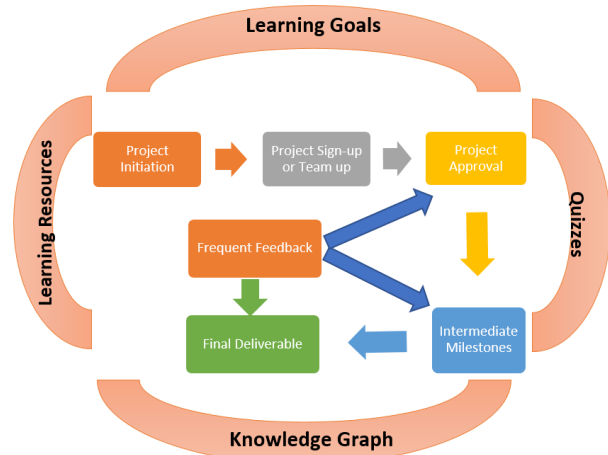 Learning Goals
Learning Resources
Project
Initiation
Project Sign-up
or Team up
Project
Approval
Quizzes
Frequent Feedback
Final Deliverable
Intermediate
Milestones
Knowledge Graph